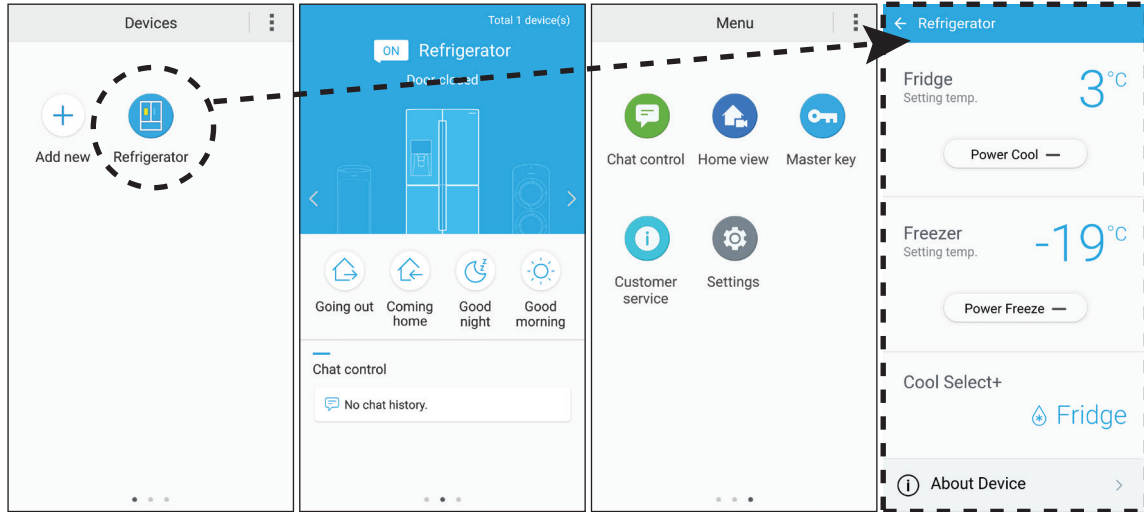 Devices
Add new
Refrigerator
Total 1 device(s)
ON Refrigerator
Door closed
Going out
Coming
home
Good
night
Good
morning
Chat control
No chat history.
Menu
Chat control
Home view
Master key
Customer
service
Settings
Refrigerator
Fridge
Setting temp.
3°C
Power Cool —
Freezer
Setting temp.
-19°C
Power Freeze —
Cool Select+
Fridge
About Device